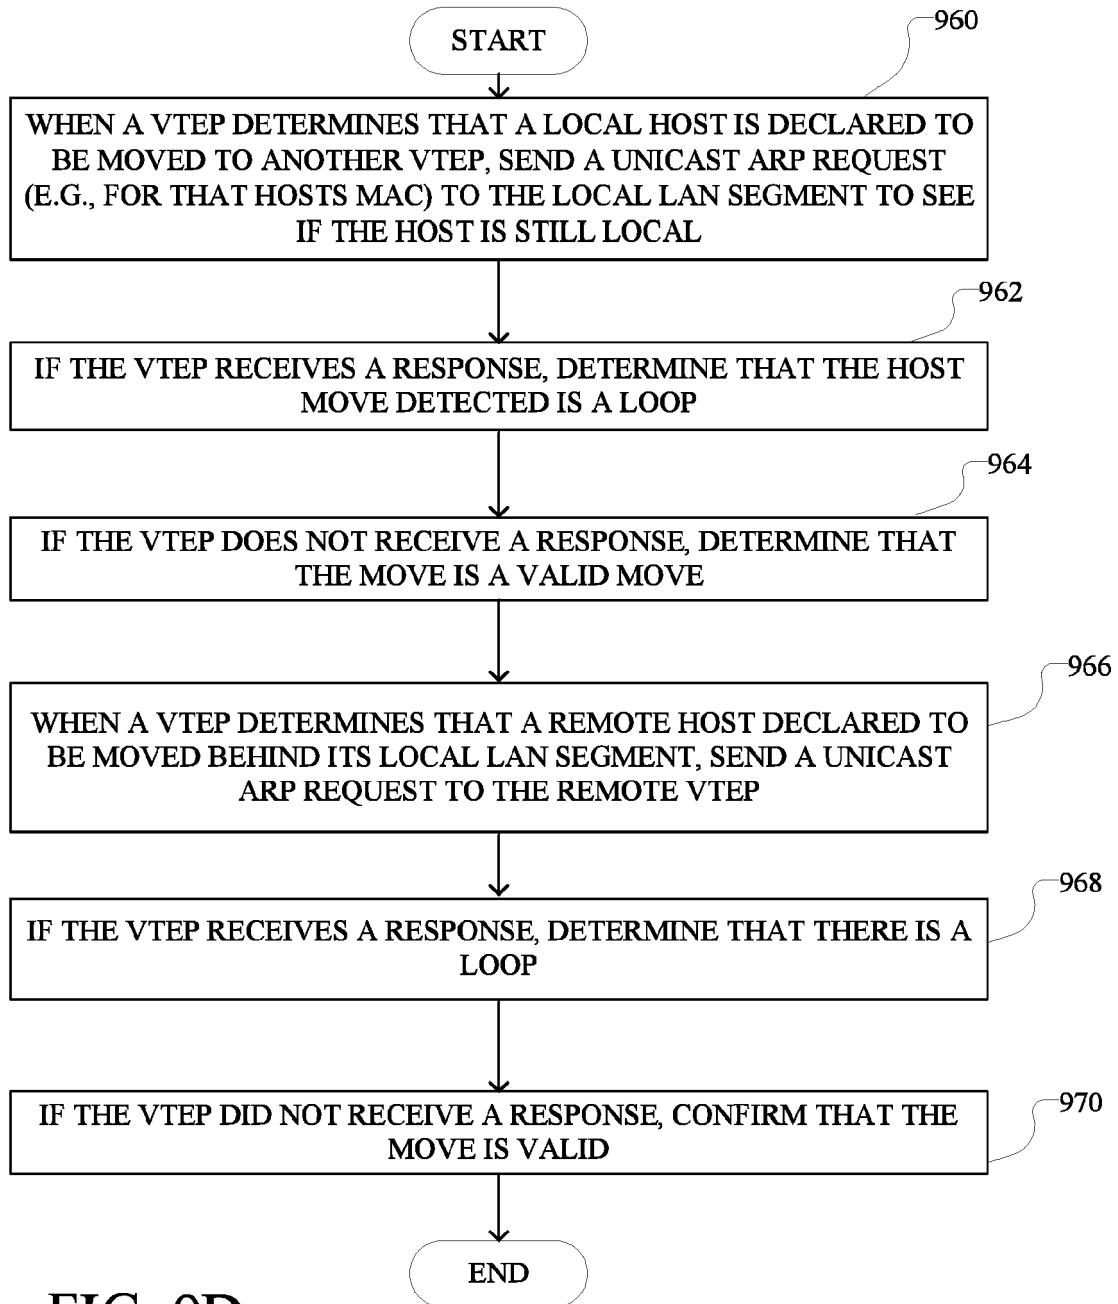 START
960
WHEN A VTEP DETERMINES THAT A LOCAL HOST IS DECLARED TO
BE MOVED TO ANOTHER VTEP, SEND A UNICAST ARP REQUEST
(E.G., FOR THAT HOSTS MAC) TO THE LOCAL LAN SEGMENT TO SEE
IF THE HOST IS STILL LOCAL
962
IF THE VTEP RECEIVES A RESPONSE, DETERMINE THAT THE HOST
MOVE DETECTED IS A LOOP
964
IF THE VTEP DOES NOT RECEIVE A RESPONSE, DETERMINE THAT
THE MOVE IS A VALID MOVE
966
WHEN A VTEP DETERMINES THAT A REMOTE HOST DECLARED TO
BE MOVED BEHIND ITS LOCAL LAN SEGMENT, SEND A UNICAST
ARP REQUEST TO THE REMOTE VTEP
968
IF THE VTEP RECEIVES A RESPONSE, DETERMINE THAT THERE IS A
LOOP
970
IF THE VTEP DID NOT RECEIVE A RESPONSE, CONFIRM THAT THE
MOVE IS VALID
END
FIG. 9D